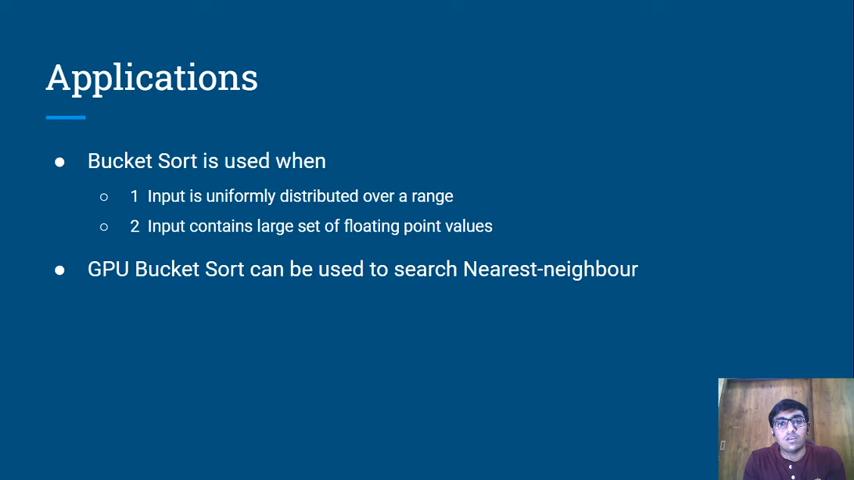 Applications
● Bucket Sort is used when
○ 1 Input is uniformly distributed over a range
○ 2 Input contains large set of floating point values
● GPU Bucket Sort can be used to search Nearest-neighbour